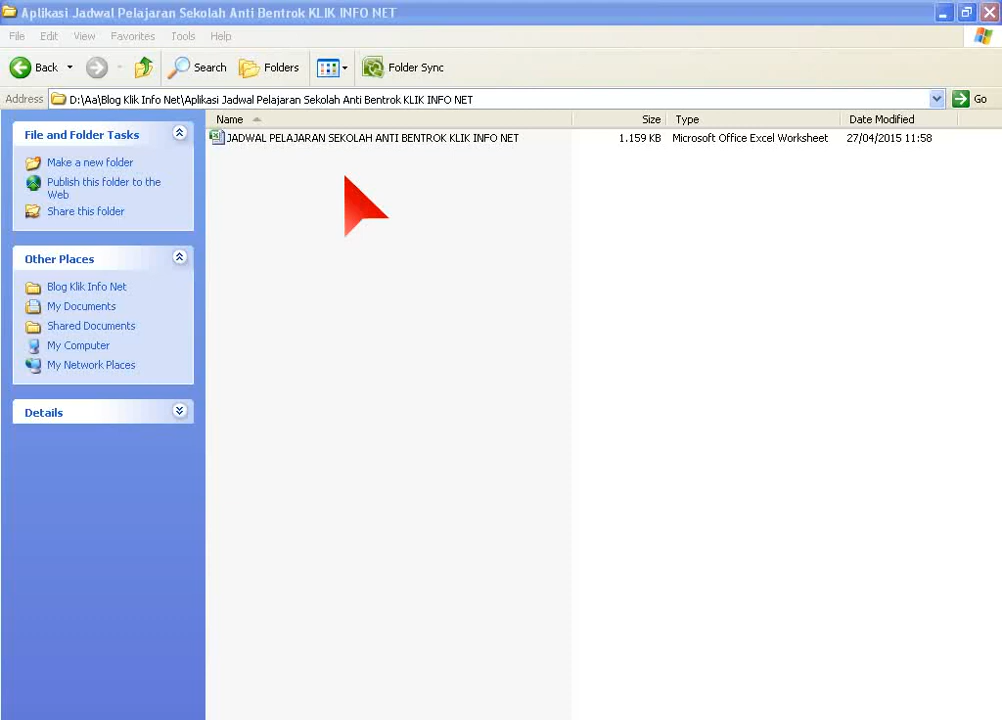 Aplikasi Jadwal Pelajaran Sekolah Anti Bentrok KLIK INFO NET
File Edit View Favorites Tools Help
Back Search Folders Folder Sync
Address D:\Aa\Blog Klik Info Net\Aplikasi Jadwal Pelajaran Sekolah Anti Bentrok KLIK INFO NET Go
Name Size Type Date Modified
JADWAL PELAJARAN SEKOLAH ANTI BENTROK KLIK INFO NET 1.159 KB Microsoft Office Excel Worksheet 27/04/2015 11:58
File and Folder Tasks
Make a new folder
Publish this folder to the
Web
Share this folder
Other Places
Blog Klik Info Net
My Documents
Shared Documents
My Computer
My Network Places
Details